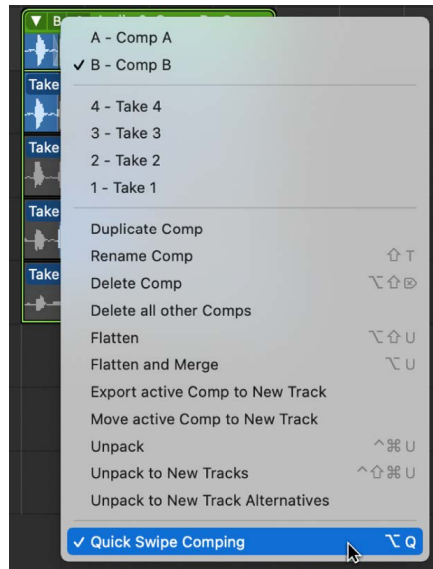 A - Comp A
✓ B - Comp B
4 - Take 4
3 - Take 3
2 - Take 2
1 - Take 1
Duplicate Comp
Rename Comp ⇧ T
Delete Comp ⌥⇧⌦
Delete all other Comps
Flatten ⌥⇧U
Flatten and Merge ⌥U
Export active Comp to New Track
Move active Comp to New Track
Unpack ^⌘U
Unpack to New Tracks ^⇧⌘U
Unpack to New Track Alternatives
✓ Quick Swipe Comping ⌥Q
Take
Take
Take
Take